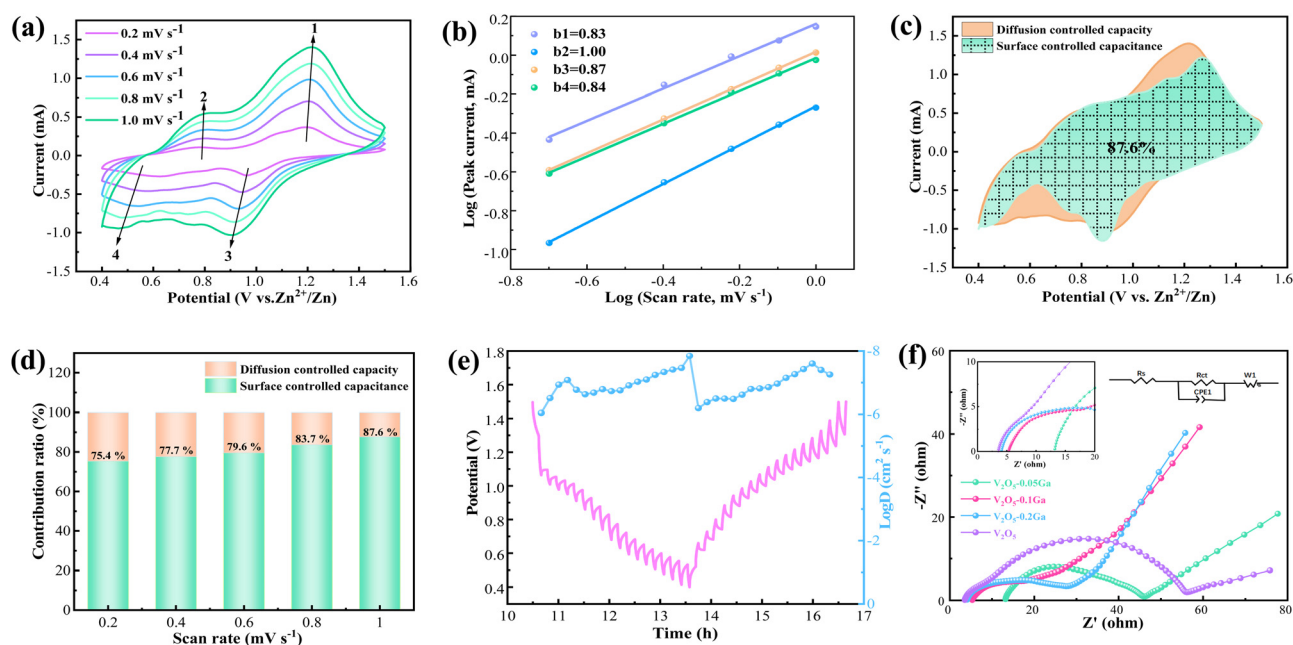 (a)
0.2 mV s⁻¹
0.4 mV s⁻¹
0.6 mV s⁻¹
0.8 mV s⁻¹
1.0 mV s⁻¹
1
2
3
4
Current (mA)
1.5
1.0
0.5
0.0
-0.5
-1.0
-1.5
0.4 0.6 0.8 1.0 1.2 1.4 1.6
Potential (V vs.Zn²⁺/Zn)
(b)
b1=0.83
b2=1.00
b3=0.87
b4=0.84
Log (Peak current, mA)
0.2
0.0
-0.2
-0.4
-0.6
-0.8
-1.0
-0.8 -0.6 -0.4 -0.2 0.0
Log (Scan rate, mV s⁻¹)
(c)
Diffusion controlled capacity
Surface controlled capacitance
87.6%
Current (mA)
1.5
1.0
0.5
0.0
-0.5
-1.0
-1.5
0.4 0.6 0.8 1.0 1.2 1.4 1.6
Potential (V vs. Zn²⁺/Zn)
(d)
Diffusion controlled capacity
Surface controlled capacitance
Contribution ratio (%)
120
100
80
60
40
20
0
75.4 % 77.7 % 79.6 % 83.7 % 87.6 %
0.2 0.4 0.6 0.8 1
Scan rate (mV s⁻¹)
(e)
Potential (V)
1.8
1.6
1.4
1.2
1.0
0.8
0.6
0.4
10 11 12 13 14 15 16 17
Time (h)
LogD (cm² s⁻¹)
-8
-6
-4
-2
0
(f)
-Z'' (ohm)
60
40
20
0
0 20 40 60 80
Z' (ohm)
-Z'' (ohm)
10
5
0
0 5 10 15 20
Z' (ohm)
Rs
Rct
CPE1
W1
s
V₂O₅-0.05Ga
V₂O₅-0.1Ga
V₂O₅-0.2Ga
V₂O₅